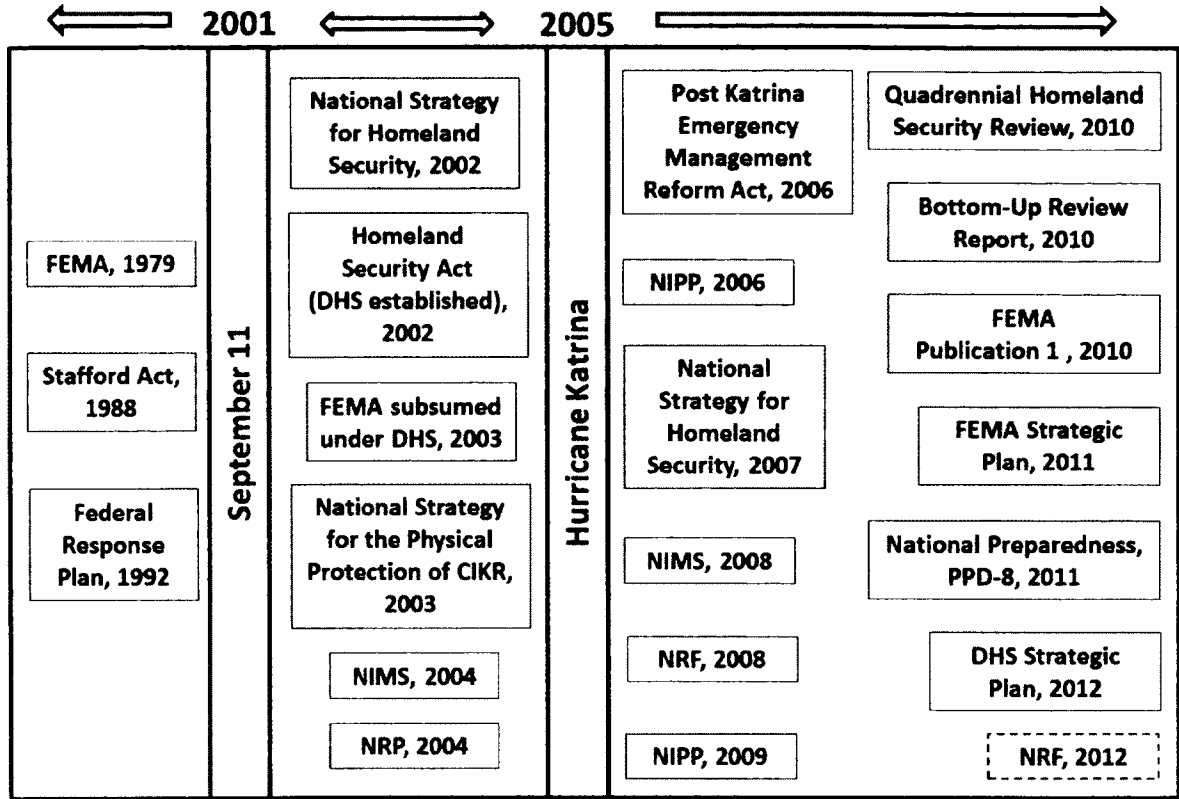 2001
2005
FEMA, 1979
Stafford Act,
1988
Federal
Response
Plan, 1992
September 11
National Strategy
for Homeland
Security, 2002
Homeland
Security Act
(DHS established),
2002
FEMA subsumed
under DHS, 2003
National Strategy
for the Physical
Protection of CIKR,
2003
NIMS, 2004
NRP, 2004
Hurricane Katrina
Post Katrina
Emergency
Management
Reform Act, 2006
NIPP, 2006
National
Strategy for
Homeland
Security, 2007
NIMS, 2008
NRF, 2008
NIPP, 2009
Quadrennial Homeland
Security Review, 2010
Bottom-Up Review
Report, 2010
FEMA
Publication 1 , 2010
FEMA Strategic
Plan, 2011
National Preparedness,
PPD-8, 2011
DHS Strategic
Plan, 2012
NRF, 2012